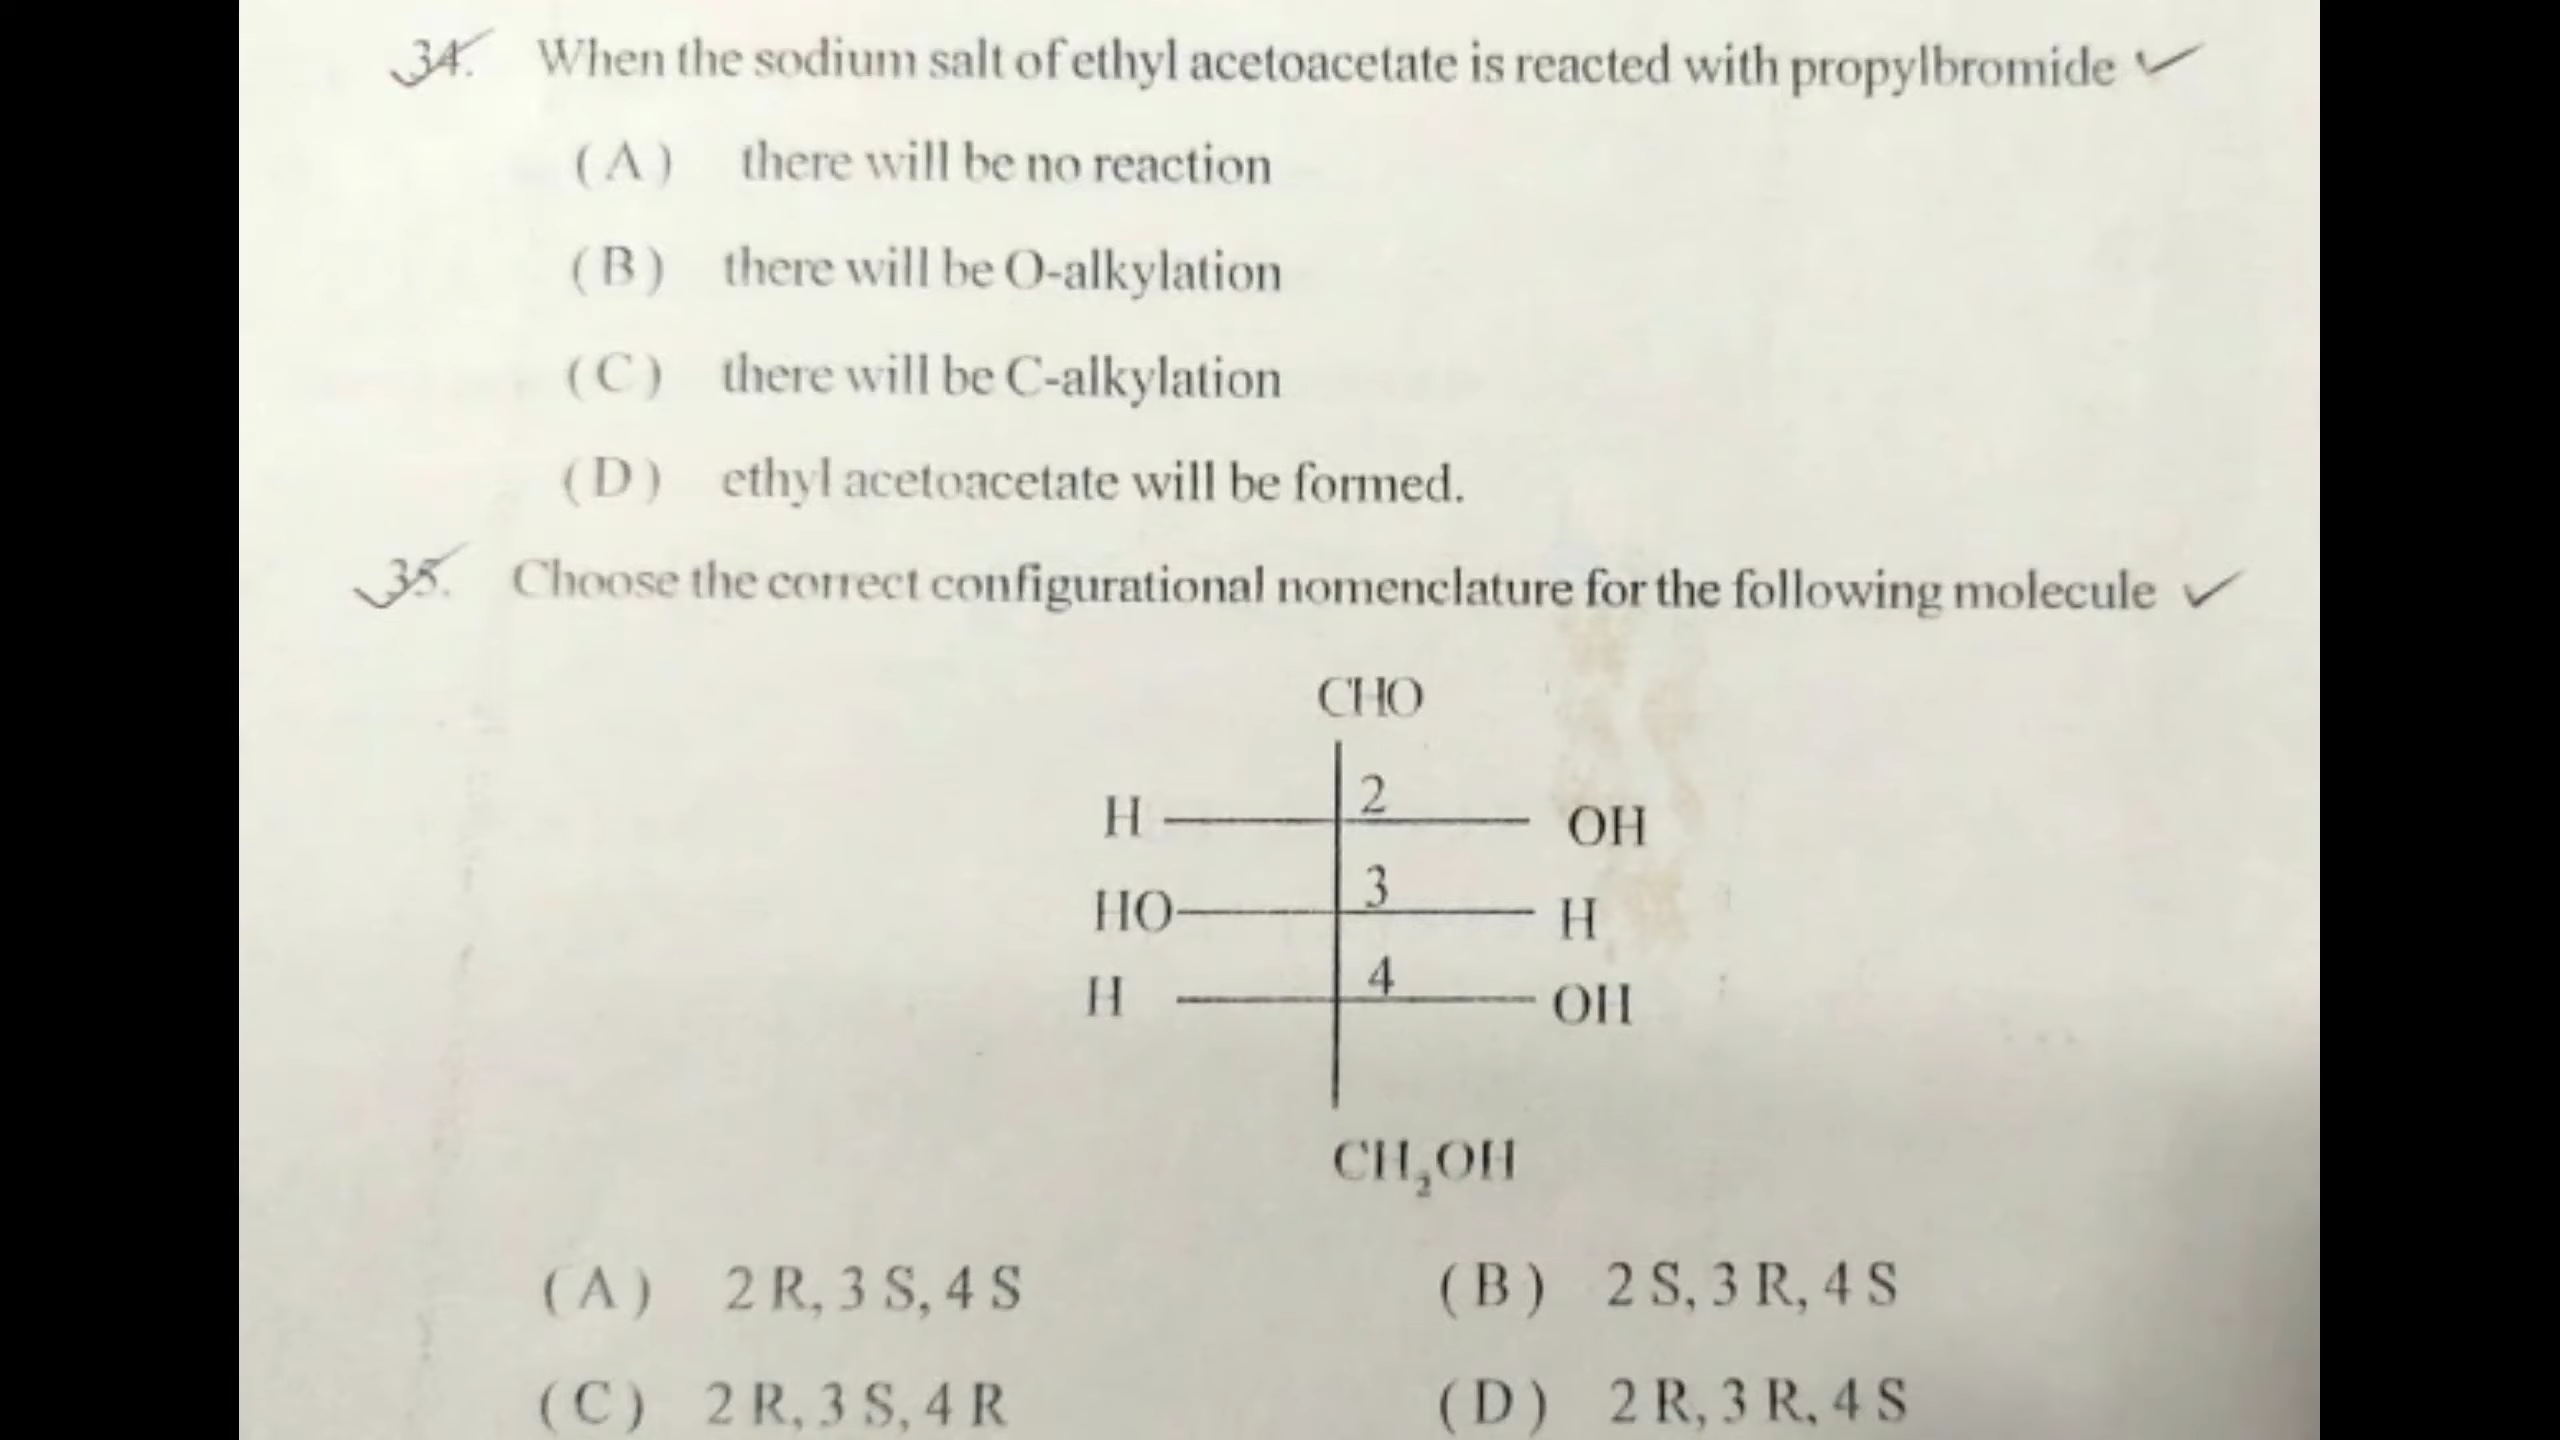 34. When the sodium salt of ethyl acetoacetate is reacted with propylbromide
(A) there will be no reaction
(B) there will be O-alkylation
(C) there will be C-alkylation
(D) ethyl acetoacetate will be formed.
35. Choose the correct configurational nomenclature for the following molecule
CHO
H 2 OH
HO 3 H
H 4 OH
CH₂OH
(A) 2 R, 3 S, 4 S (B) 2 S, 3 R, 4 S
(C) 2 R, 3 S, 4 R (D) 2 R, 3 R, 4 S